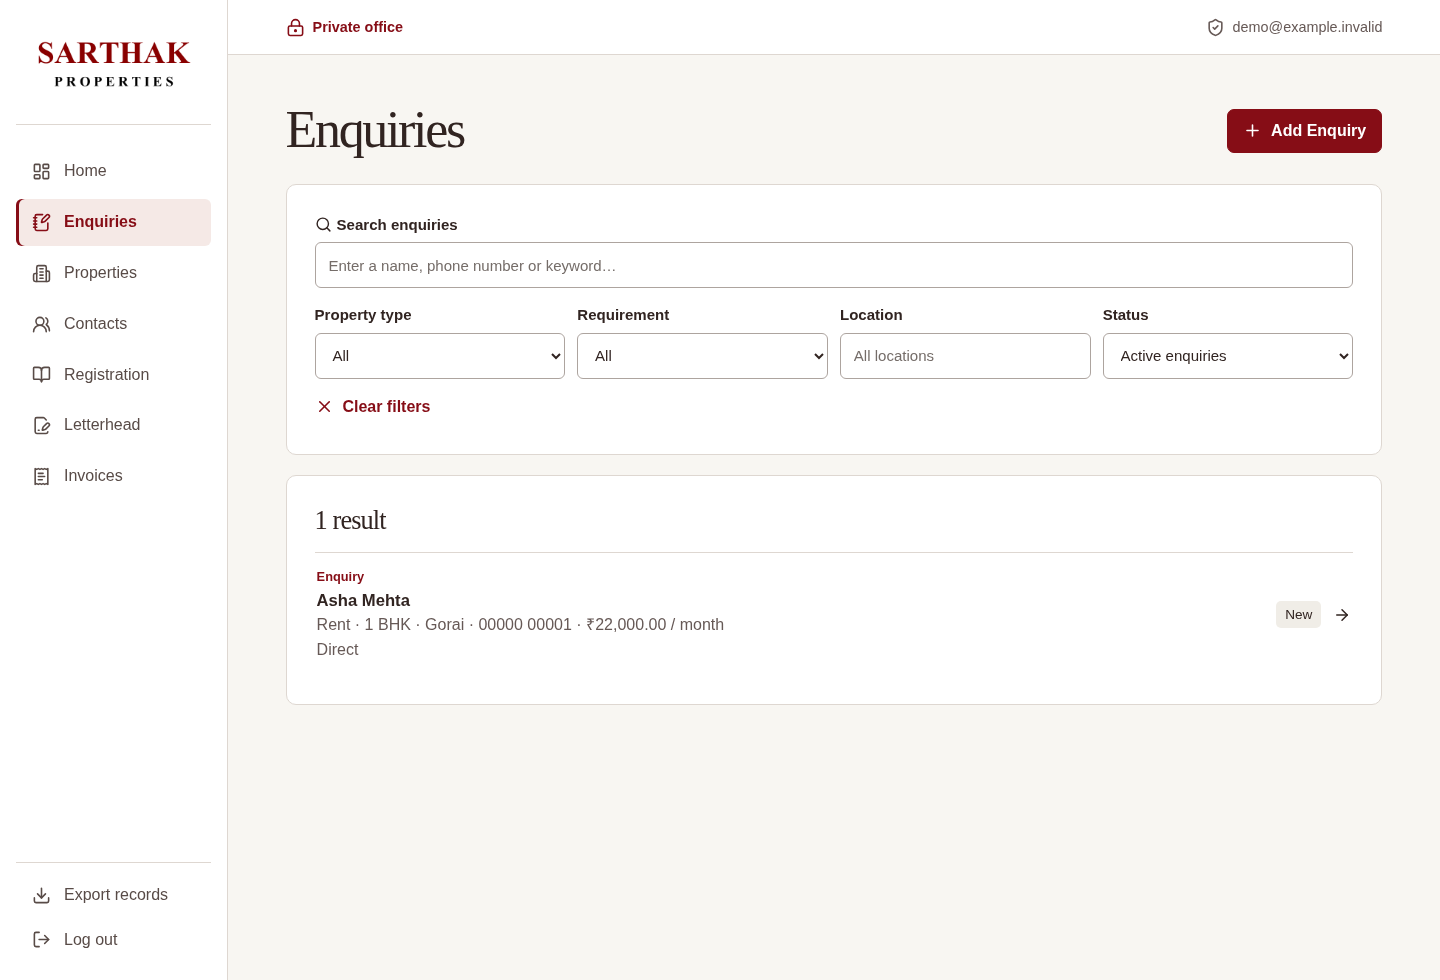 SARTHAK
PROPERTIES
Home
Enquiries
Properties
Contacts
Registration
Letterhead
Invoices
Export records
Log out
Private office
demo@example.invalid
Enquiries
Add Enquiry
Search enquiries
Enter a name, phone number or keyword…
Property type
Requirement
Location
Status
All
All
All locations
Active enquiries
Clear filters
1 result
Enquiry
Asha Mehta
Rent · 1 BHK · Gorai · 00000 00001 · ₹22,000.00 / month
Direct
New